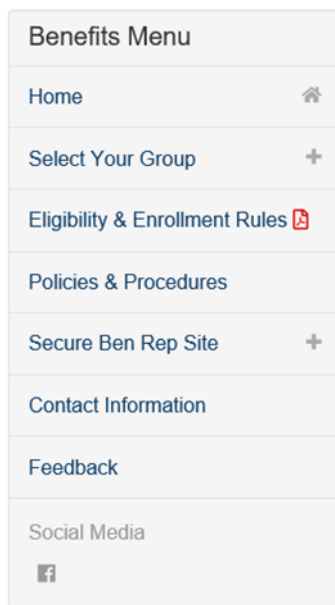 Benefits Menu
Home
Select Your Group
Eligibility & Enrollment Rules
Policies & Procedures
Secure Ben Rep Site
Contact Information
Feedback
Social Media